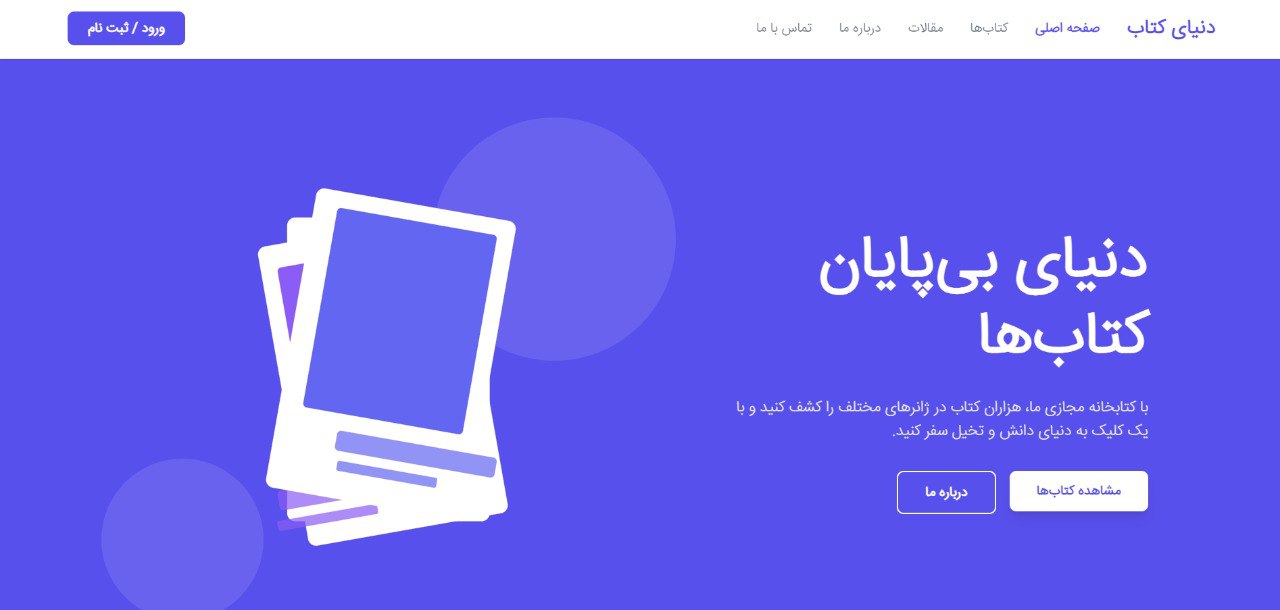 دنیای کتاب
صفحه اصلی
کتاب‌ها
مقالات
درباره ما
تماس با ما
ورود / ثبت نام
دنیای بی‌پایان
کتاب‌ها
با کتابخانه مجازی ما، هزاران کتاب در ژانرهای مختلف را کشف کنید و با
یک کلیک به دنیای دانش و تخیل سفر کنید.
مشاهده کتاب‌ها
درباره ما